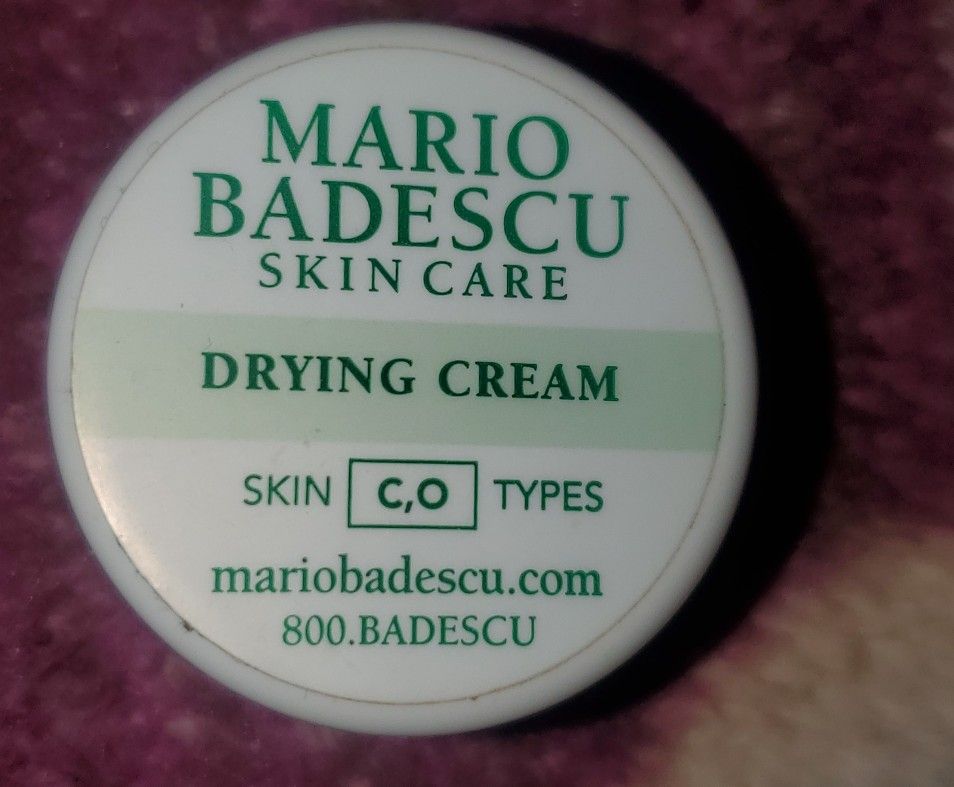 MARIO
BADESCU
SKIN CARE
DRYING CREAM
SKIN C,O TYPES
mariobadescu.com
800.BADESCU